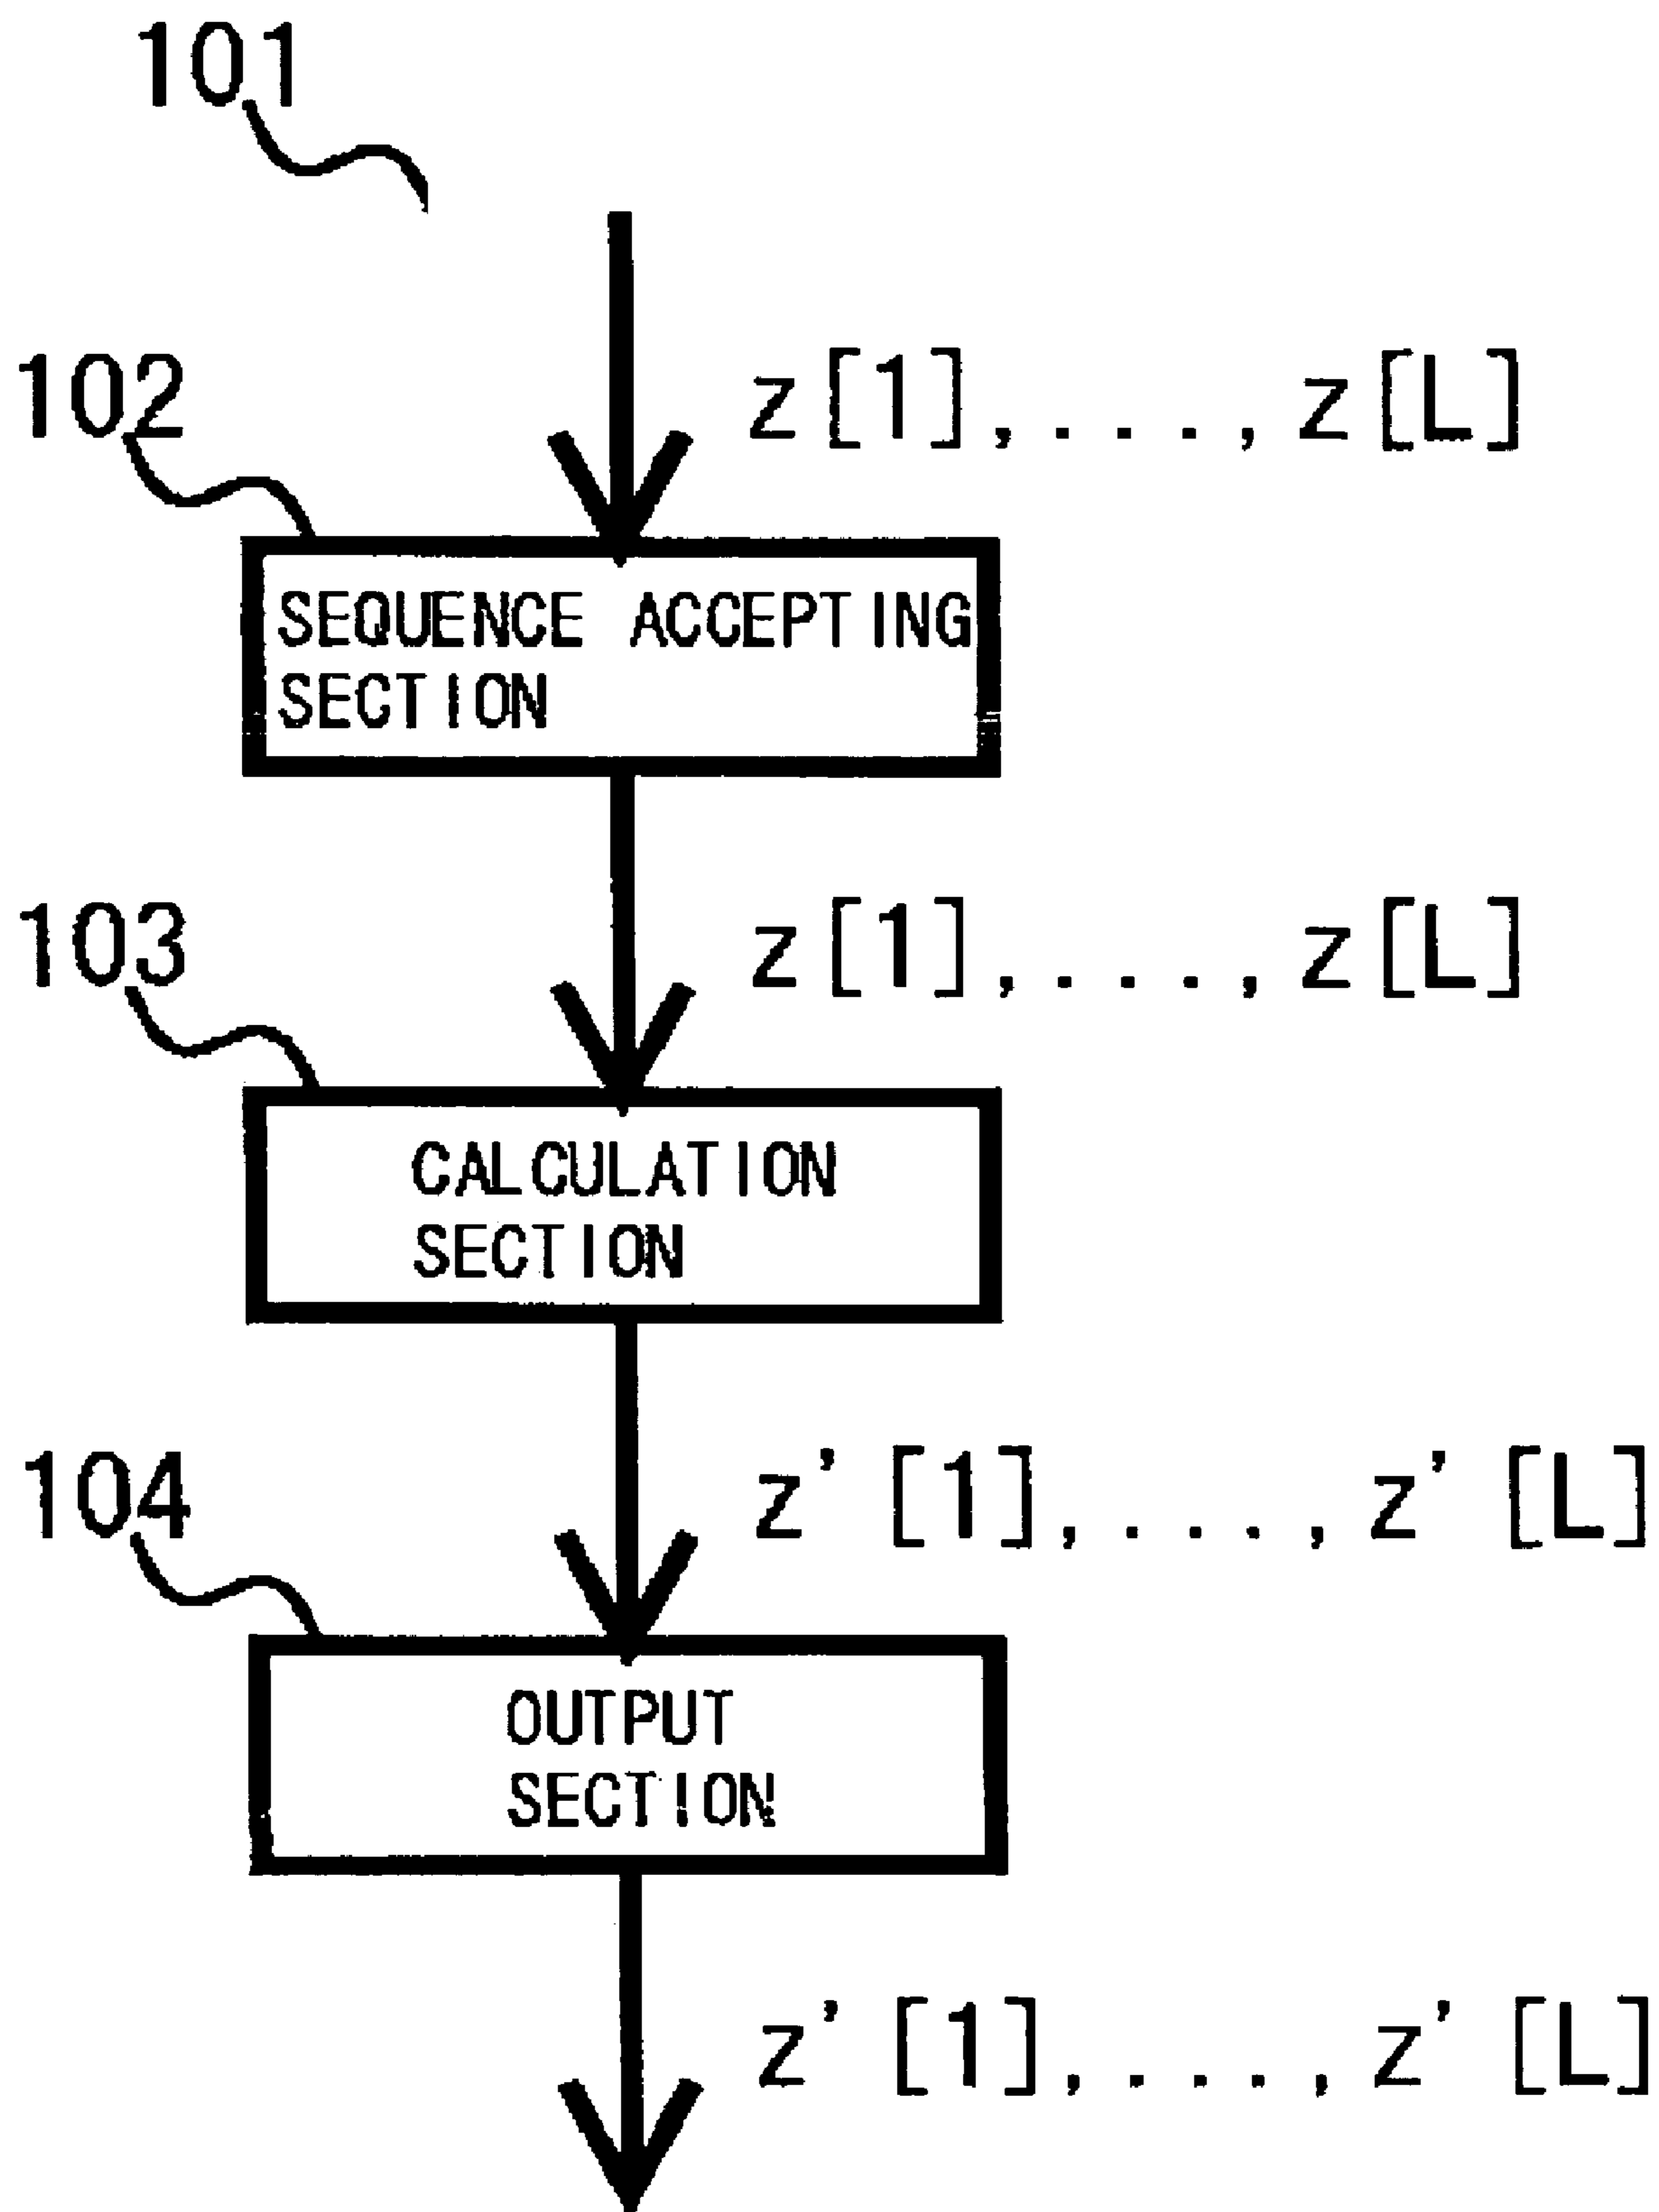 101
z[1],...,z[L]
102
SEQUENCE ACCEPTING
SECTION
z[1],...,z[L]
103
CALCULATION
SECTION
z'[1],...,z'[L]
104
OUTPUT
SECTION
z'[1],...,z'[L]